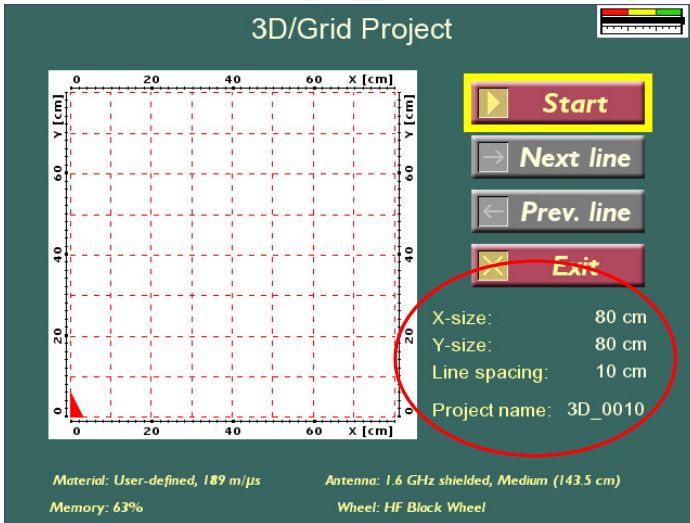 3D/Grid Project
0 20 40 60 X [cm]
Y [cm] 60 40 20 0
Y [cm] 60 40 20 0
0 20 40 60 X [cm]
Start
Next line
Prev. line
Exit
X-size: 80 cm
Y-size: 80 cm
Line spacing: 10 cm
Project name: 3D_0010
Material: User-defined, 189 m/µs
Antenna: 1.6 GHz shielded, Medium (143.5 cm)
Memory: 63%
Wheel: HF Black Wheel